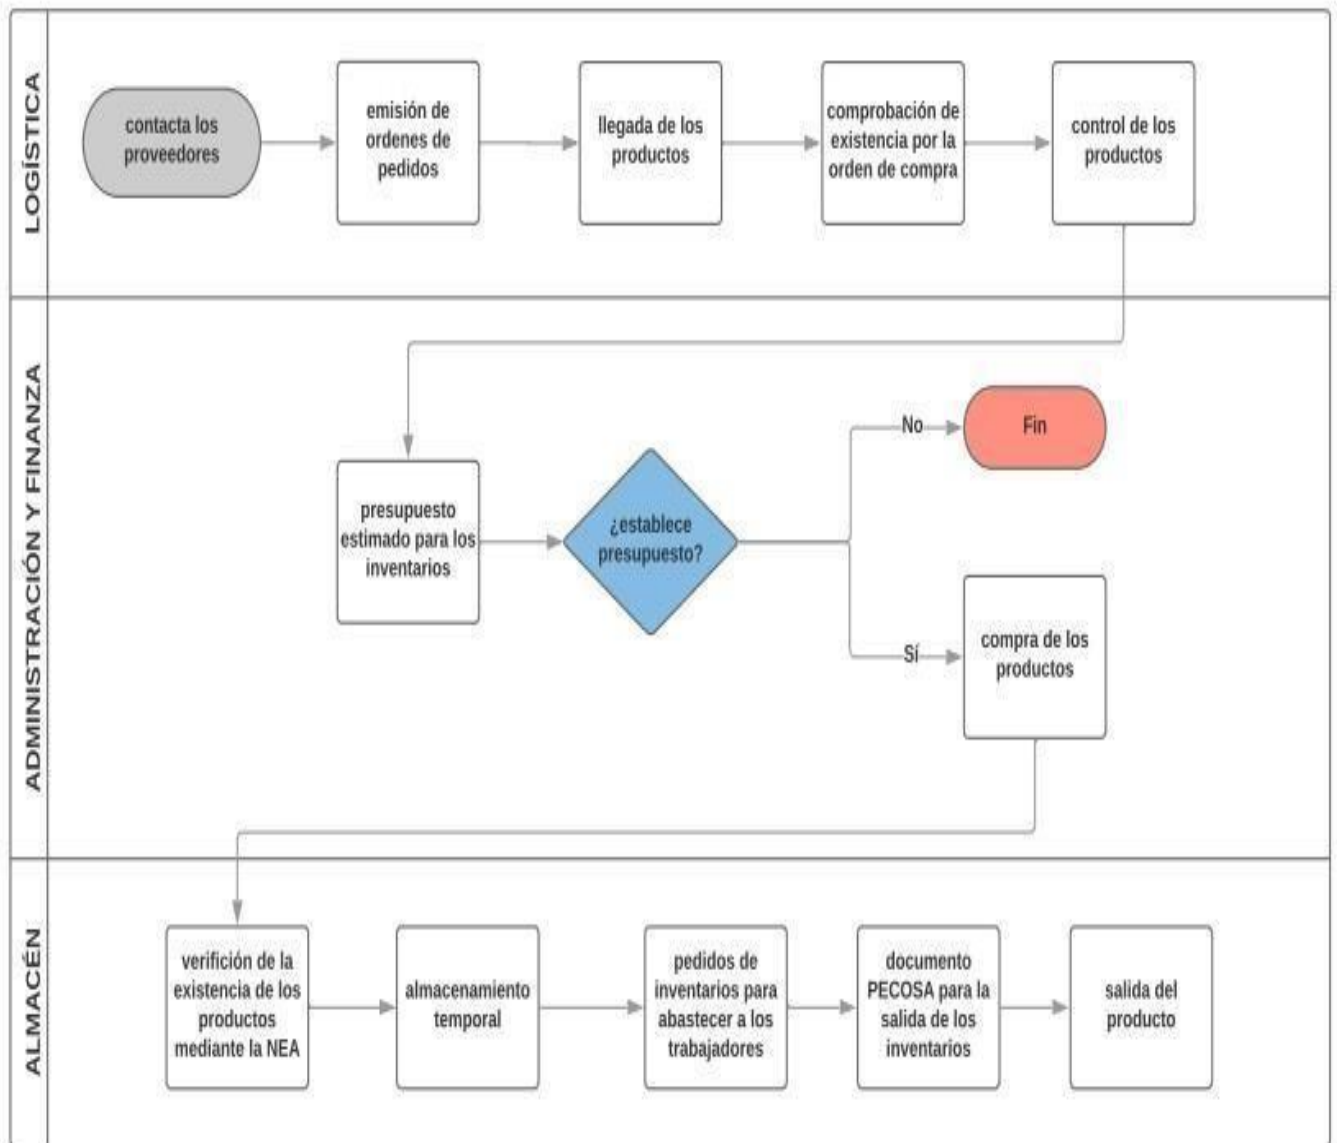 LOGÍSTICA
contacta los
proveedores
emisión de
ordenes de
pedidos
llegada de los
productos
comprobación de
existencia por la
orden de compra
control de los
productos
ADMINISTRACIÓN Y FINANZA
presupuesto
estimado para los
inventarios
¿establece
presupuesto?
No
Fin
Sí
compra de los
productos
ALMACÉN
verifición de la
existencia de los
productos
mediante la NEA
almacenamiento
temporal
pedidos de
inventarios para
abastecer a los
trabajadores
documento
PECOSA para la
salida de los
inventarios
salida del
producto